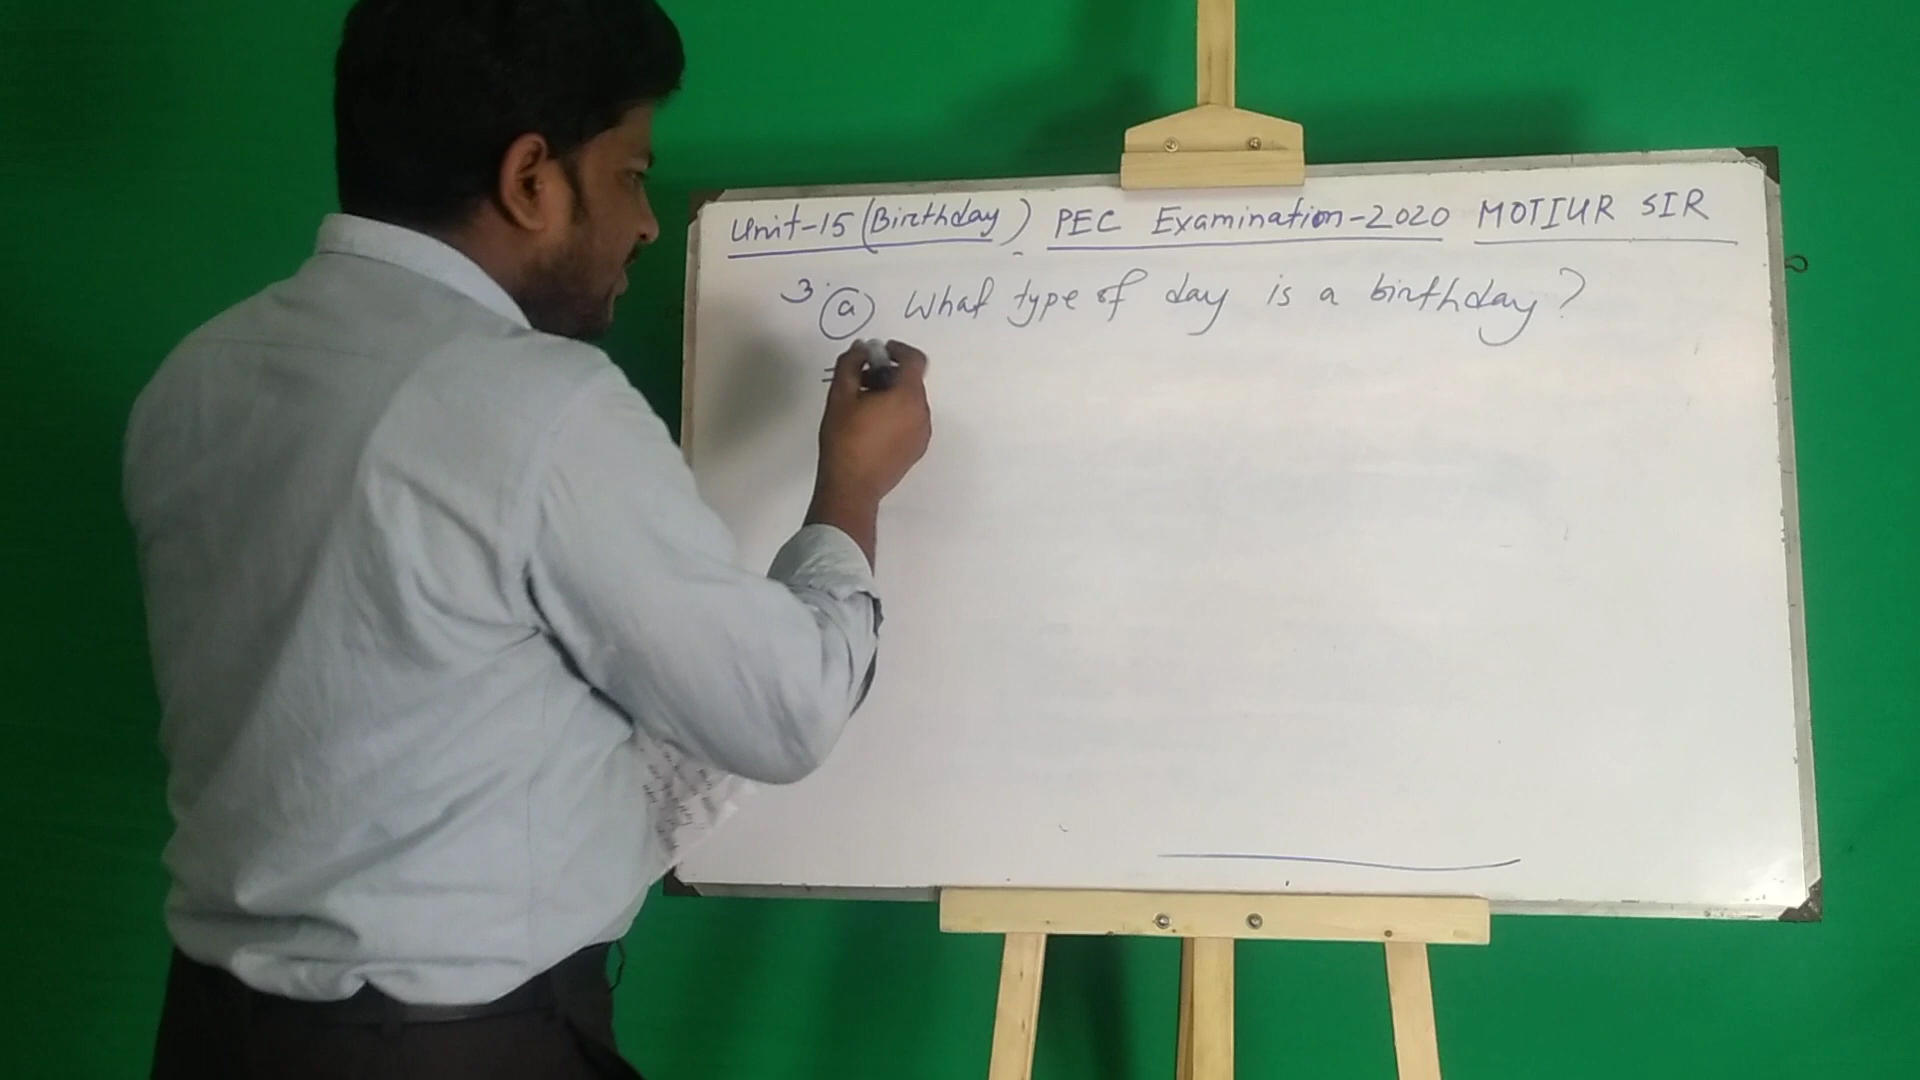 Unit-15 (Birthday) PEC Examination-2020 MOTIUR SIR
3. (a) What type of day is a birthday?
=